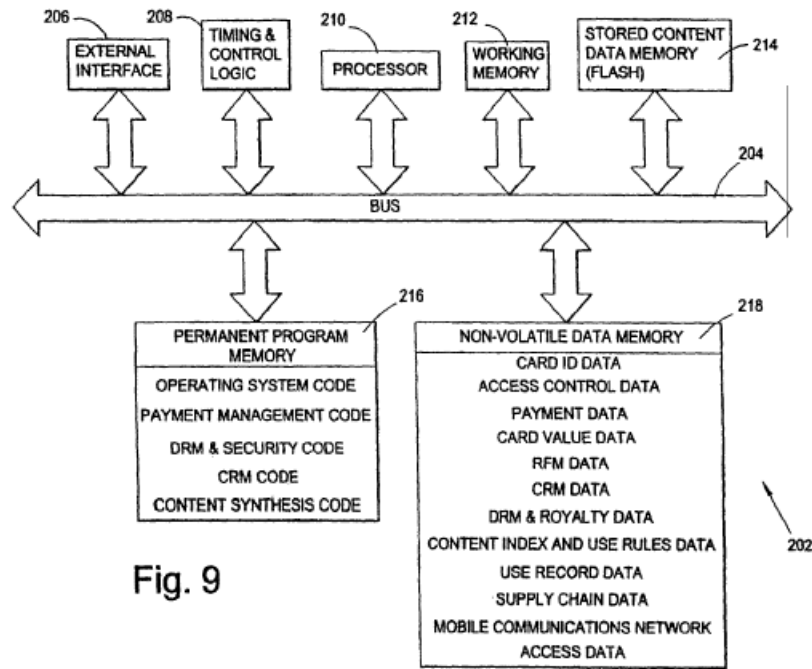 206
EXTERNAL
INTERFACE
208
TIMING &
CONTROL
LOGIC
210
PROCESSOR
212
WORKING
MEMORY
STORED CONTENT
DATA MEMORY
(FLASH)
214
204
BUS
216
PERMANENT PROGRAM
MEMORY
OPERATING SYSTEM CODE
PAYMENT MANAGEMENT CODE
DRM & SECURITY CODE
CRM CODE
CONTENT SYNTHESIS CODE
218
NON-VOLATILE DATA MEMORY
CARD ID DATA
ACCESS CONTROL DATA
PAYMENT DATA
CARD VALUE DATA
RFM DATA
CRM DATA
DRM & ROYALTY DATA
CONTENT INDEX AND USE RULES DATA
USE RECORD DATA
SUPPLY CHAIN DATA
MOBILE COMMUNICATIONS NETWORK
ACCESS DATA
202
Fig. 9